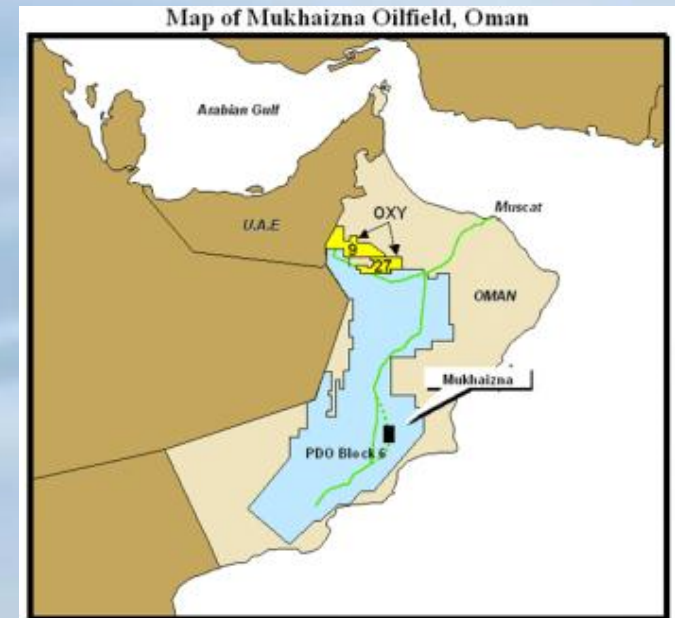 Map of Mukhaizna Oilfield, Oman
Arabian Gulf
Muscat
OXY
U.A.E
9
27
OMAN
Mukhaizna
PDO Block 6